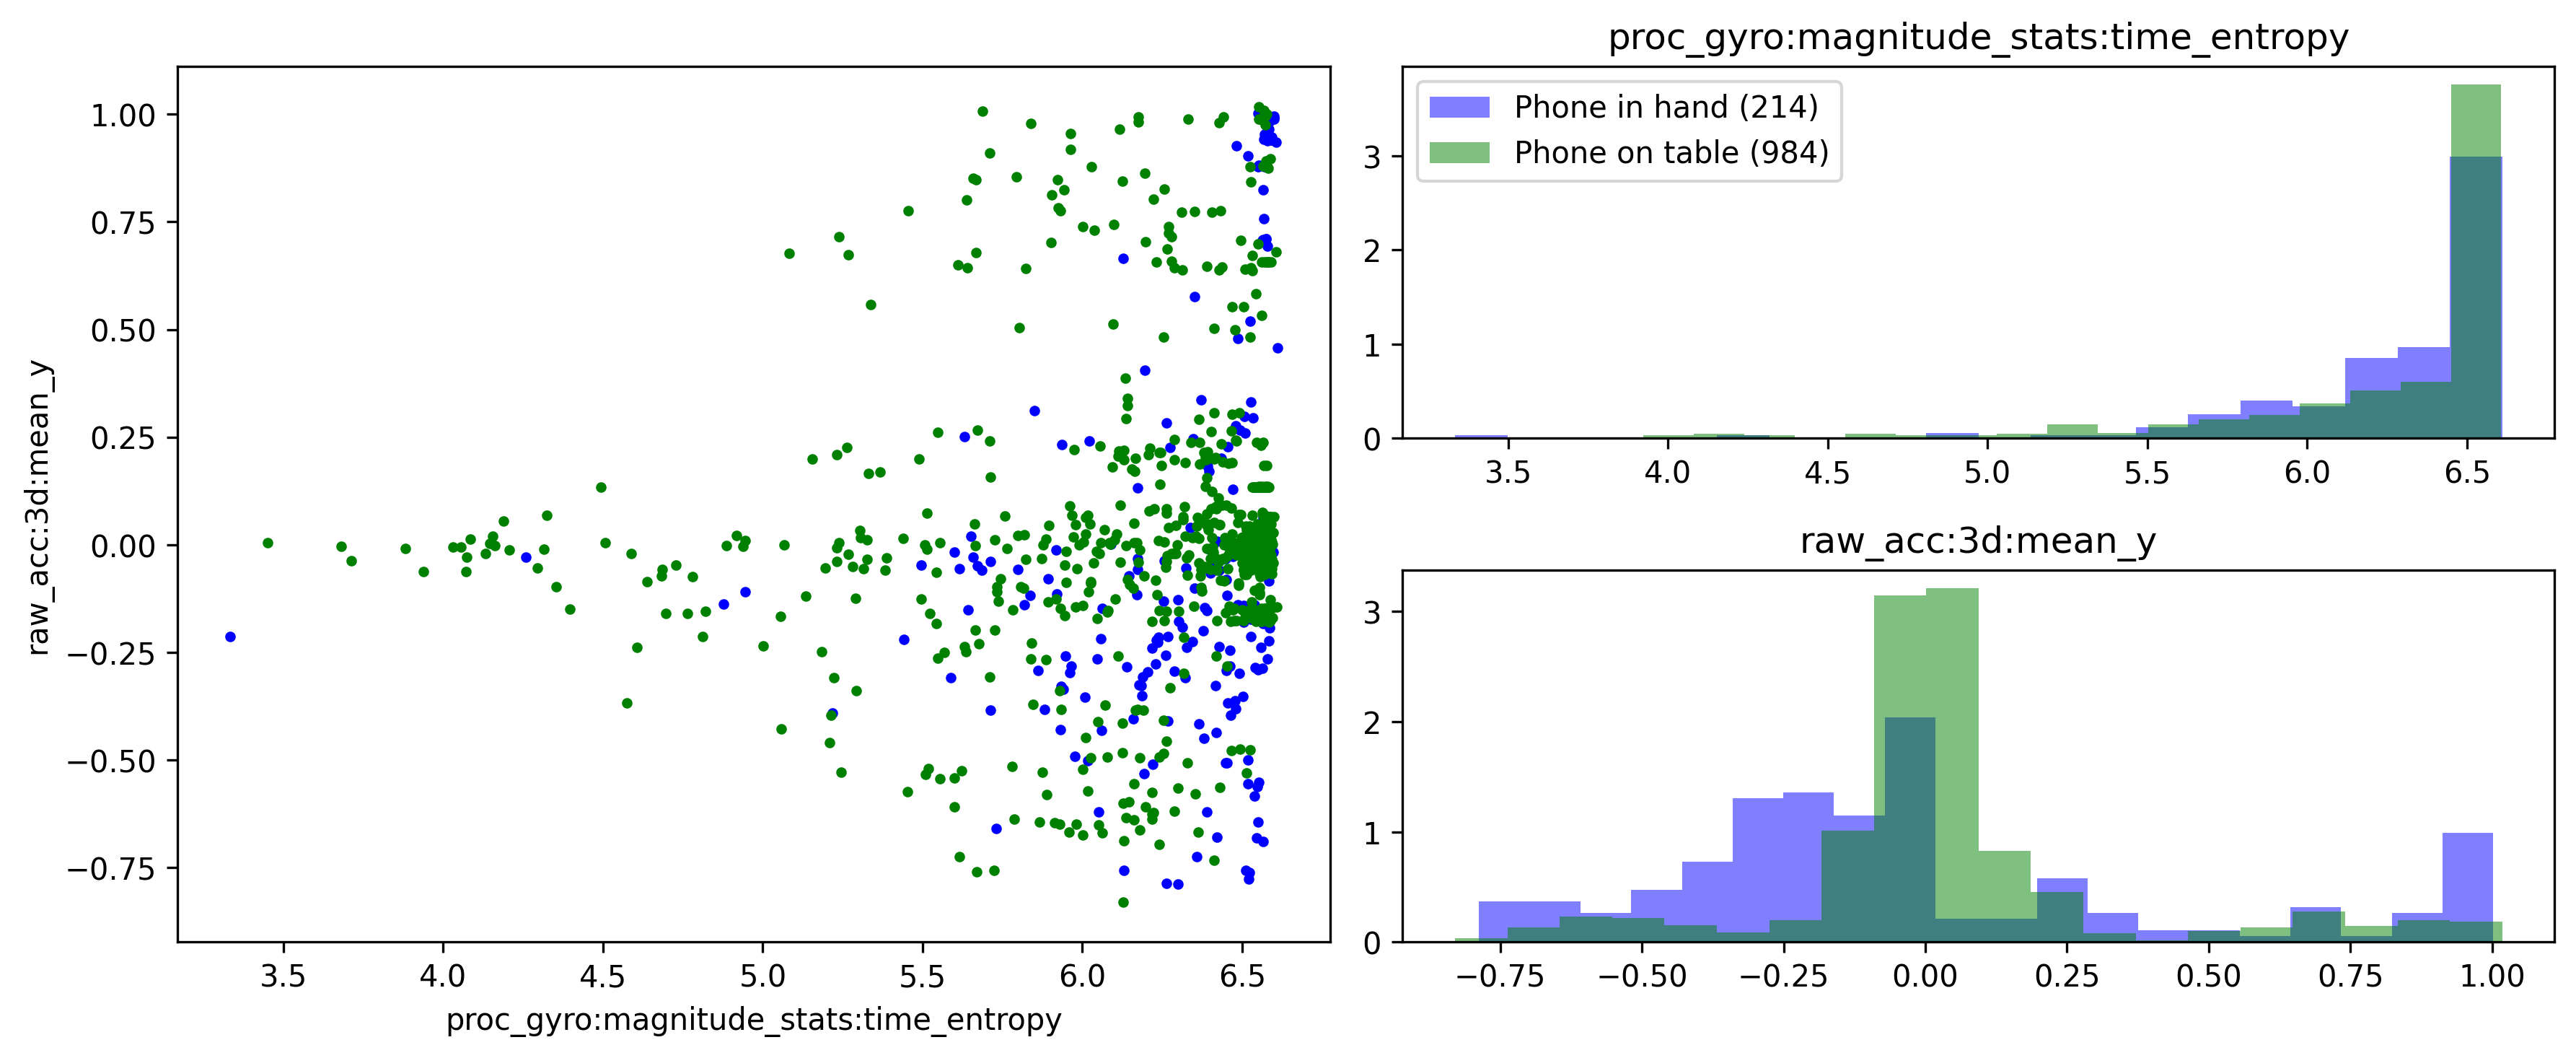 1.00
0.75
0.50
0.25
0.00
−0.25
−0.50
−0.75
raw_acc:3d:mean_y
3.5 4.0 4.5 5.0 5.5 6.0 6.5
proc_gyro:magnitude_stats:time_entropy
proc_gyro:magnitude_stats:time_entropy
Phone in hand (214)
Phone on table (984)
3
2
1
0
3.5 4.0 4.5 5.0 5.5 6.0 6.5
raw_acc:3d:mean_y
3
2
1
0
−0.75 −0.50 −0.25 0.00 0.25 0.50 0.75 1.00